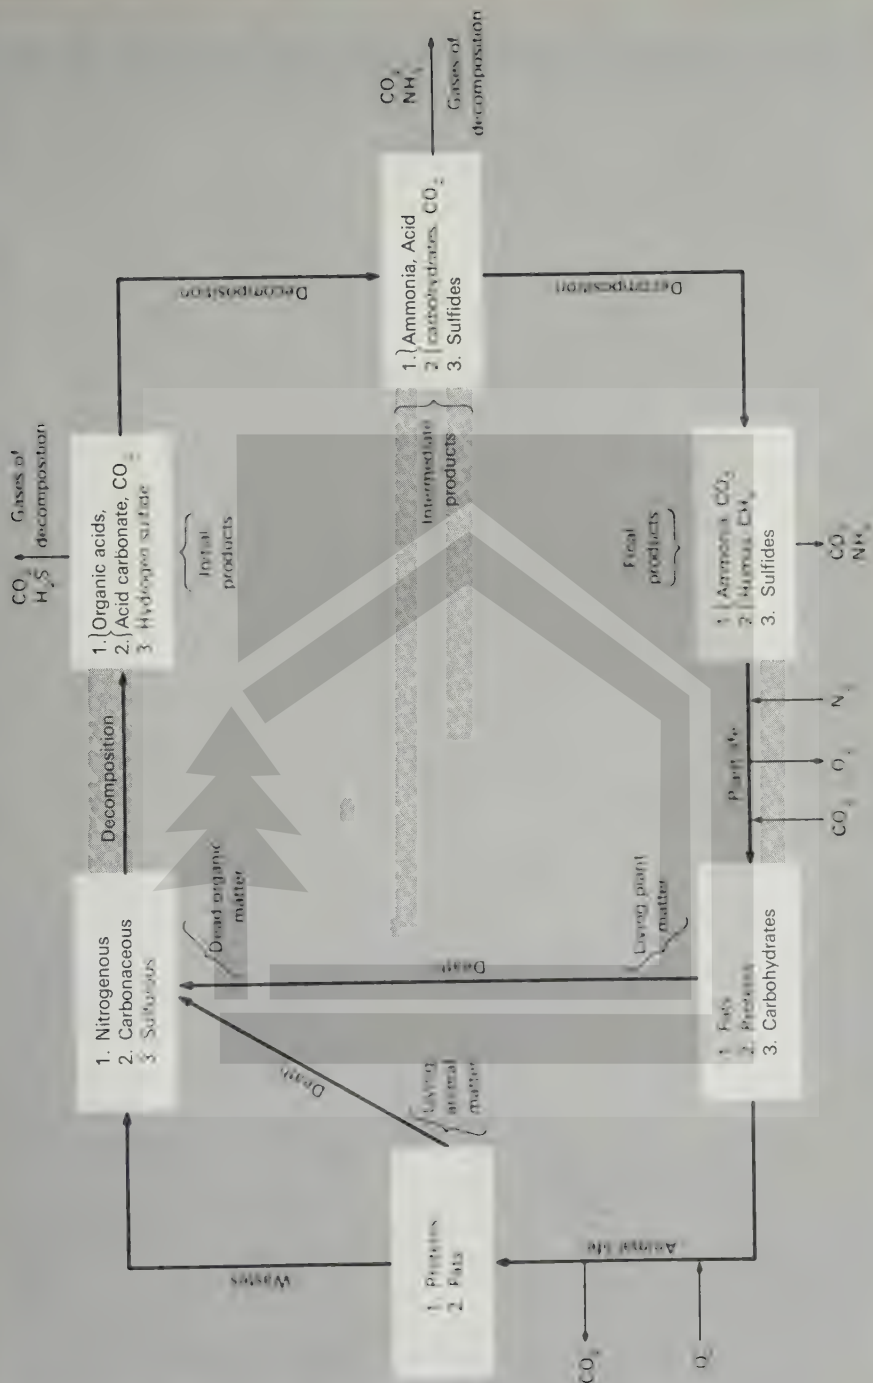 CO2
H2S
Gases of
decomposition
1. Organic acids,
2. Acid carbonate, CO2
3. Hydrogen sulfide
Initial
products
Decomposition
1. Nitrogenous
2. Carbonaceous
3. Sulfurous
Dead organic
matter
Decomposition
1. Ammonia, Acid
2. carbohydrates, CO2
3. Sulfides
Intermediate
products
CO2
NH3
Gases of
decomposition
Decomposition
Final
products
1. Ammonia, CO2
2. Humus, CH4
3. Sulfides
CO2
NH3
Plant life
CO2
O2
N2
Living plant
matter
1. Fats
2. Proteins
3. Carbohydrates
Death
Death
Living
animal
matter
1. Proteins
2. Fats
Wastes
Animal life
CO2
O2